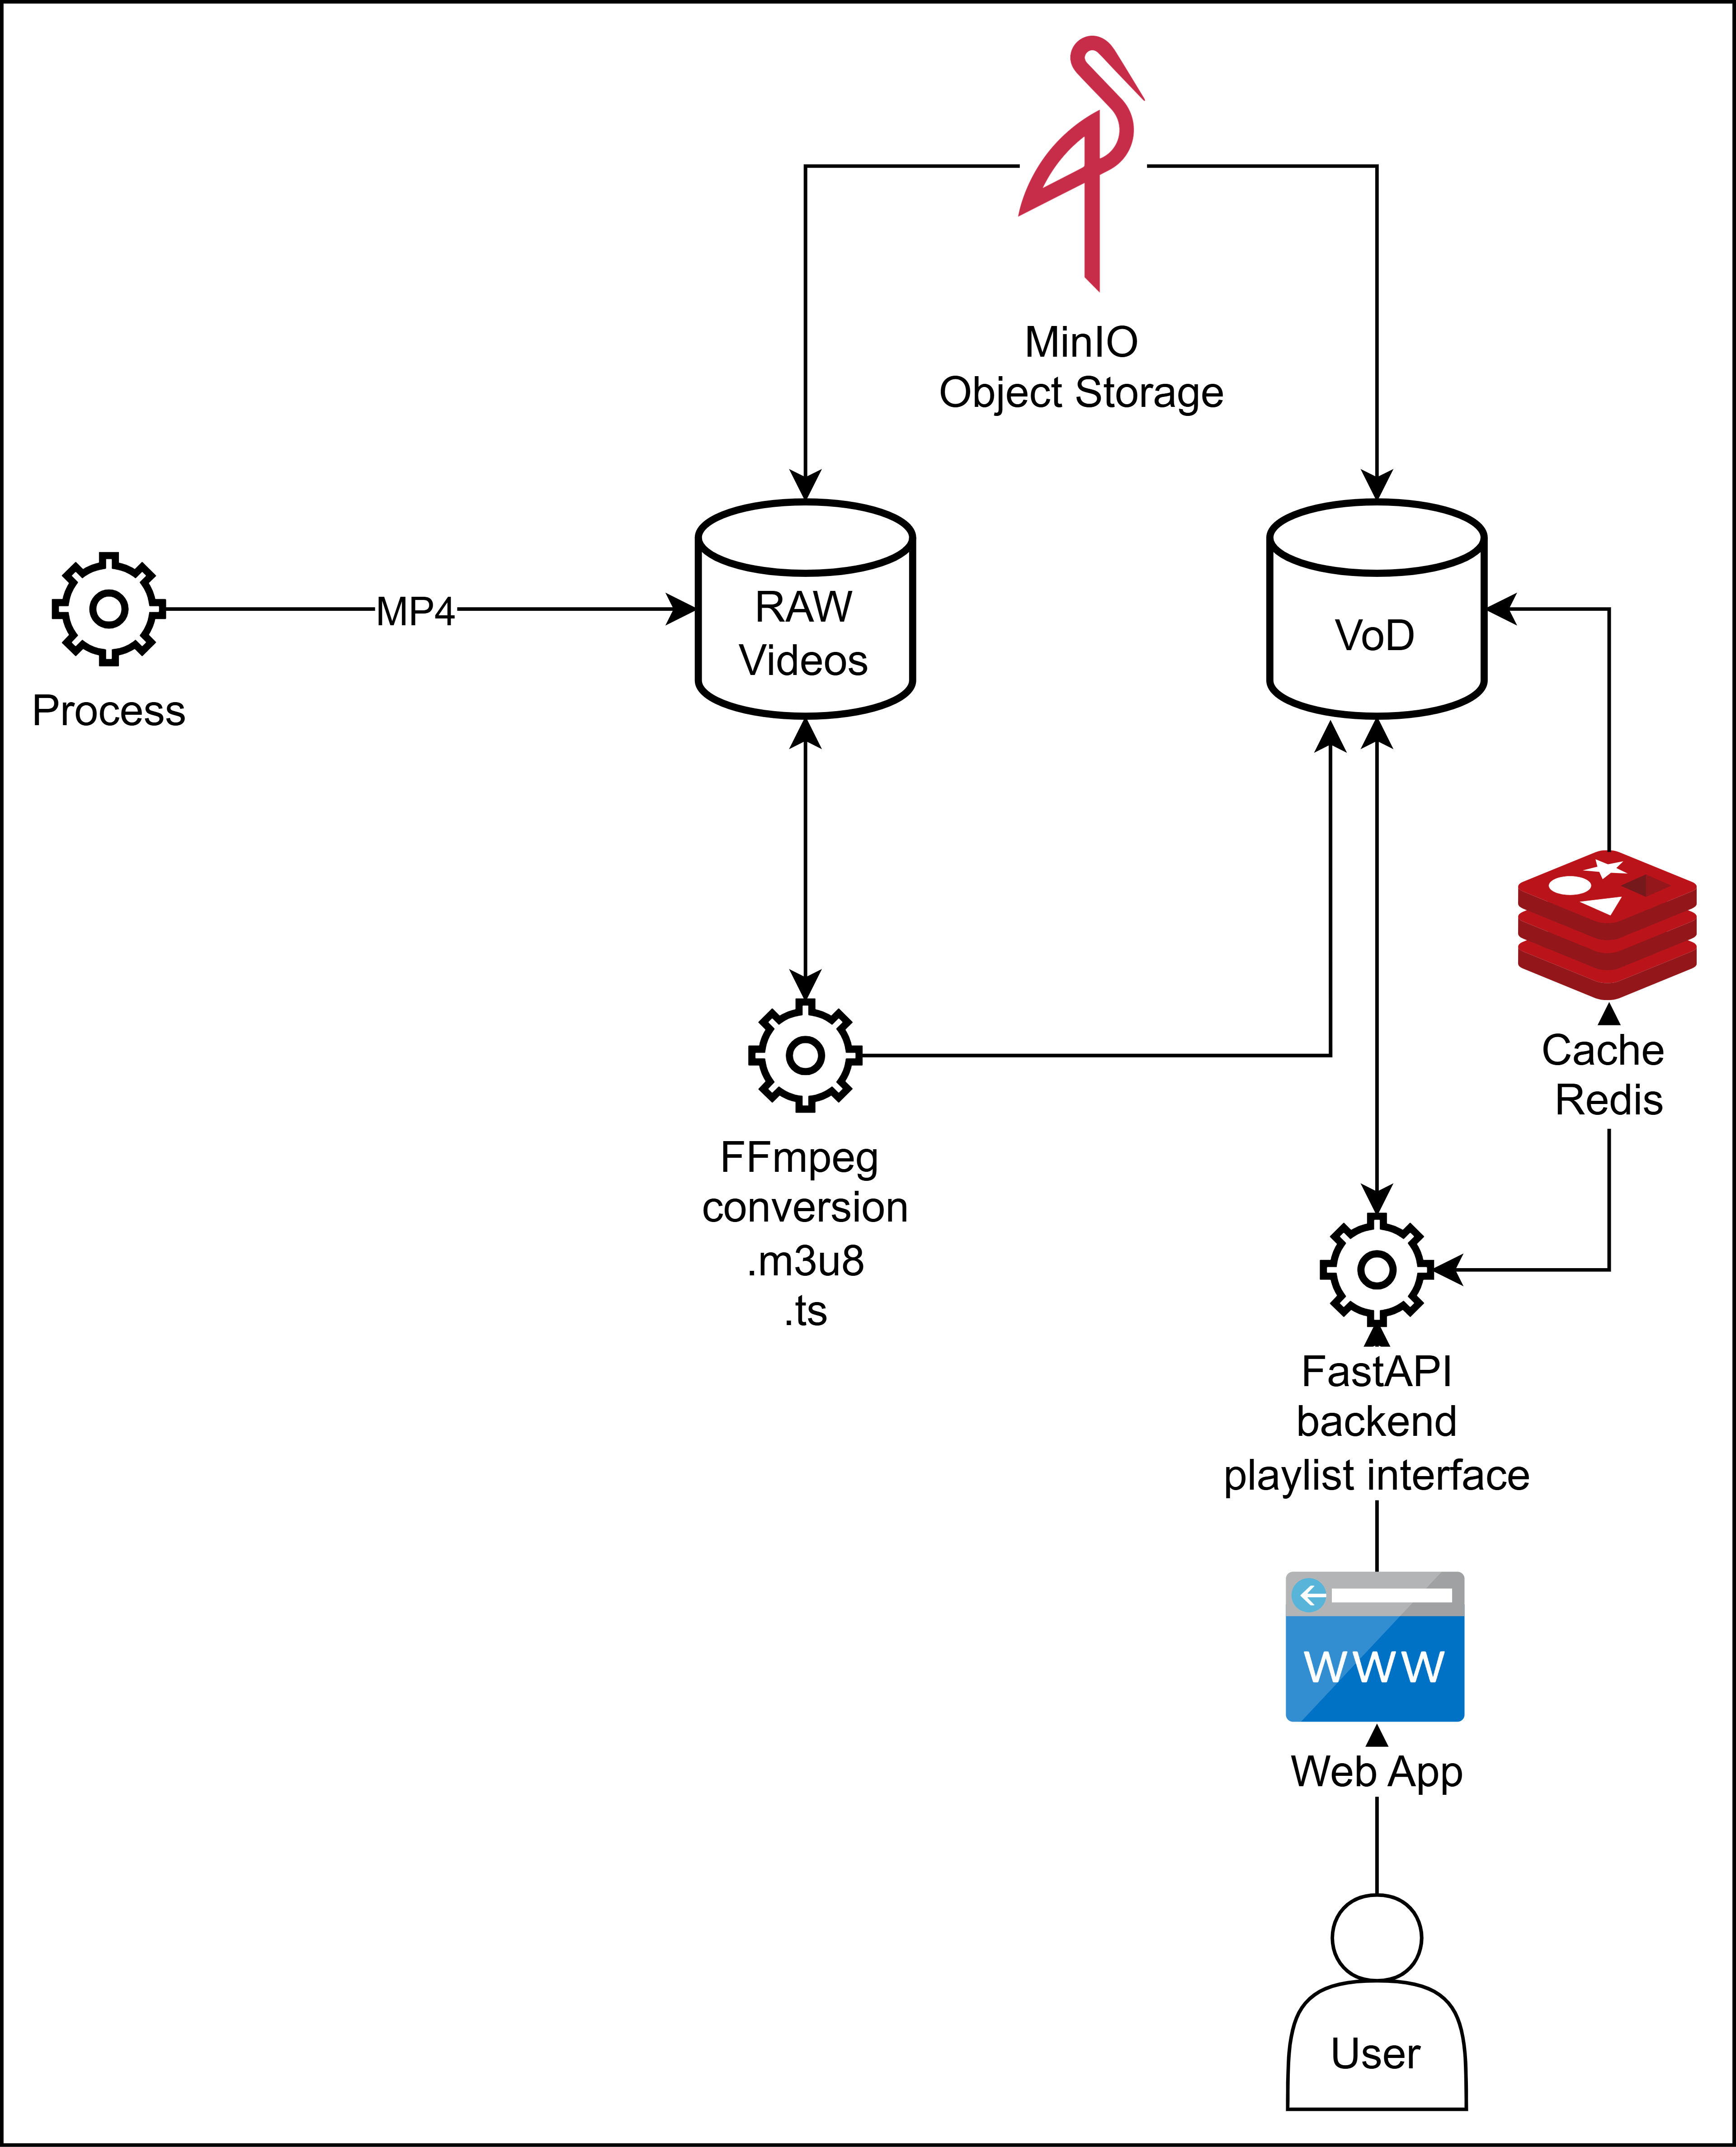 MinIO
Object Storage
MP4
RAW
Videos
VoD
Process
Cache
Redis
FFmpeg
conversion
.m3u8
.ts
FastAPI
backend
playlist interface
WWW
Web App
User